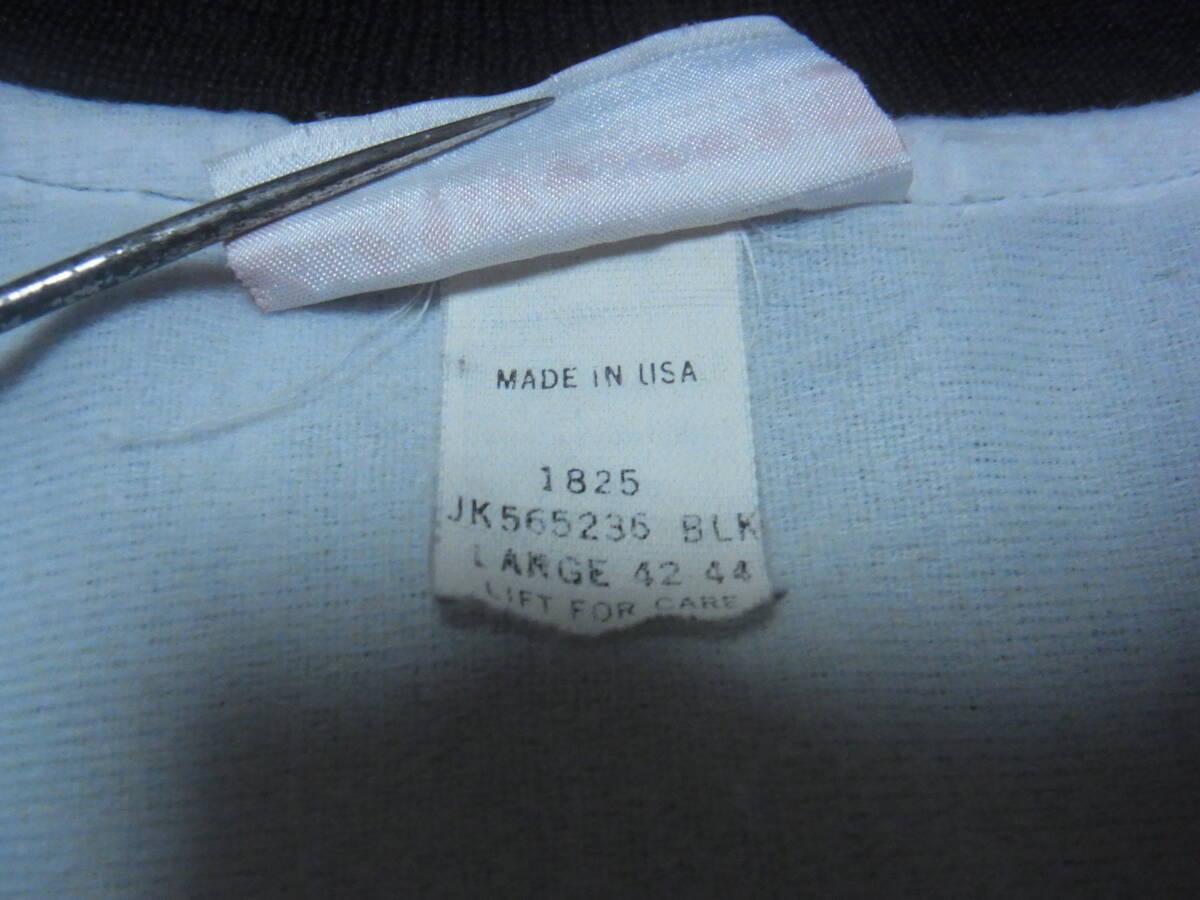 MADE IN USA
1825
JK565236 BLK
LARGE 42 44
LIFT FOR CARE